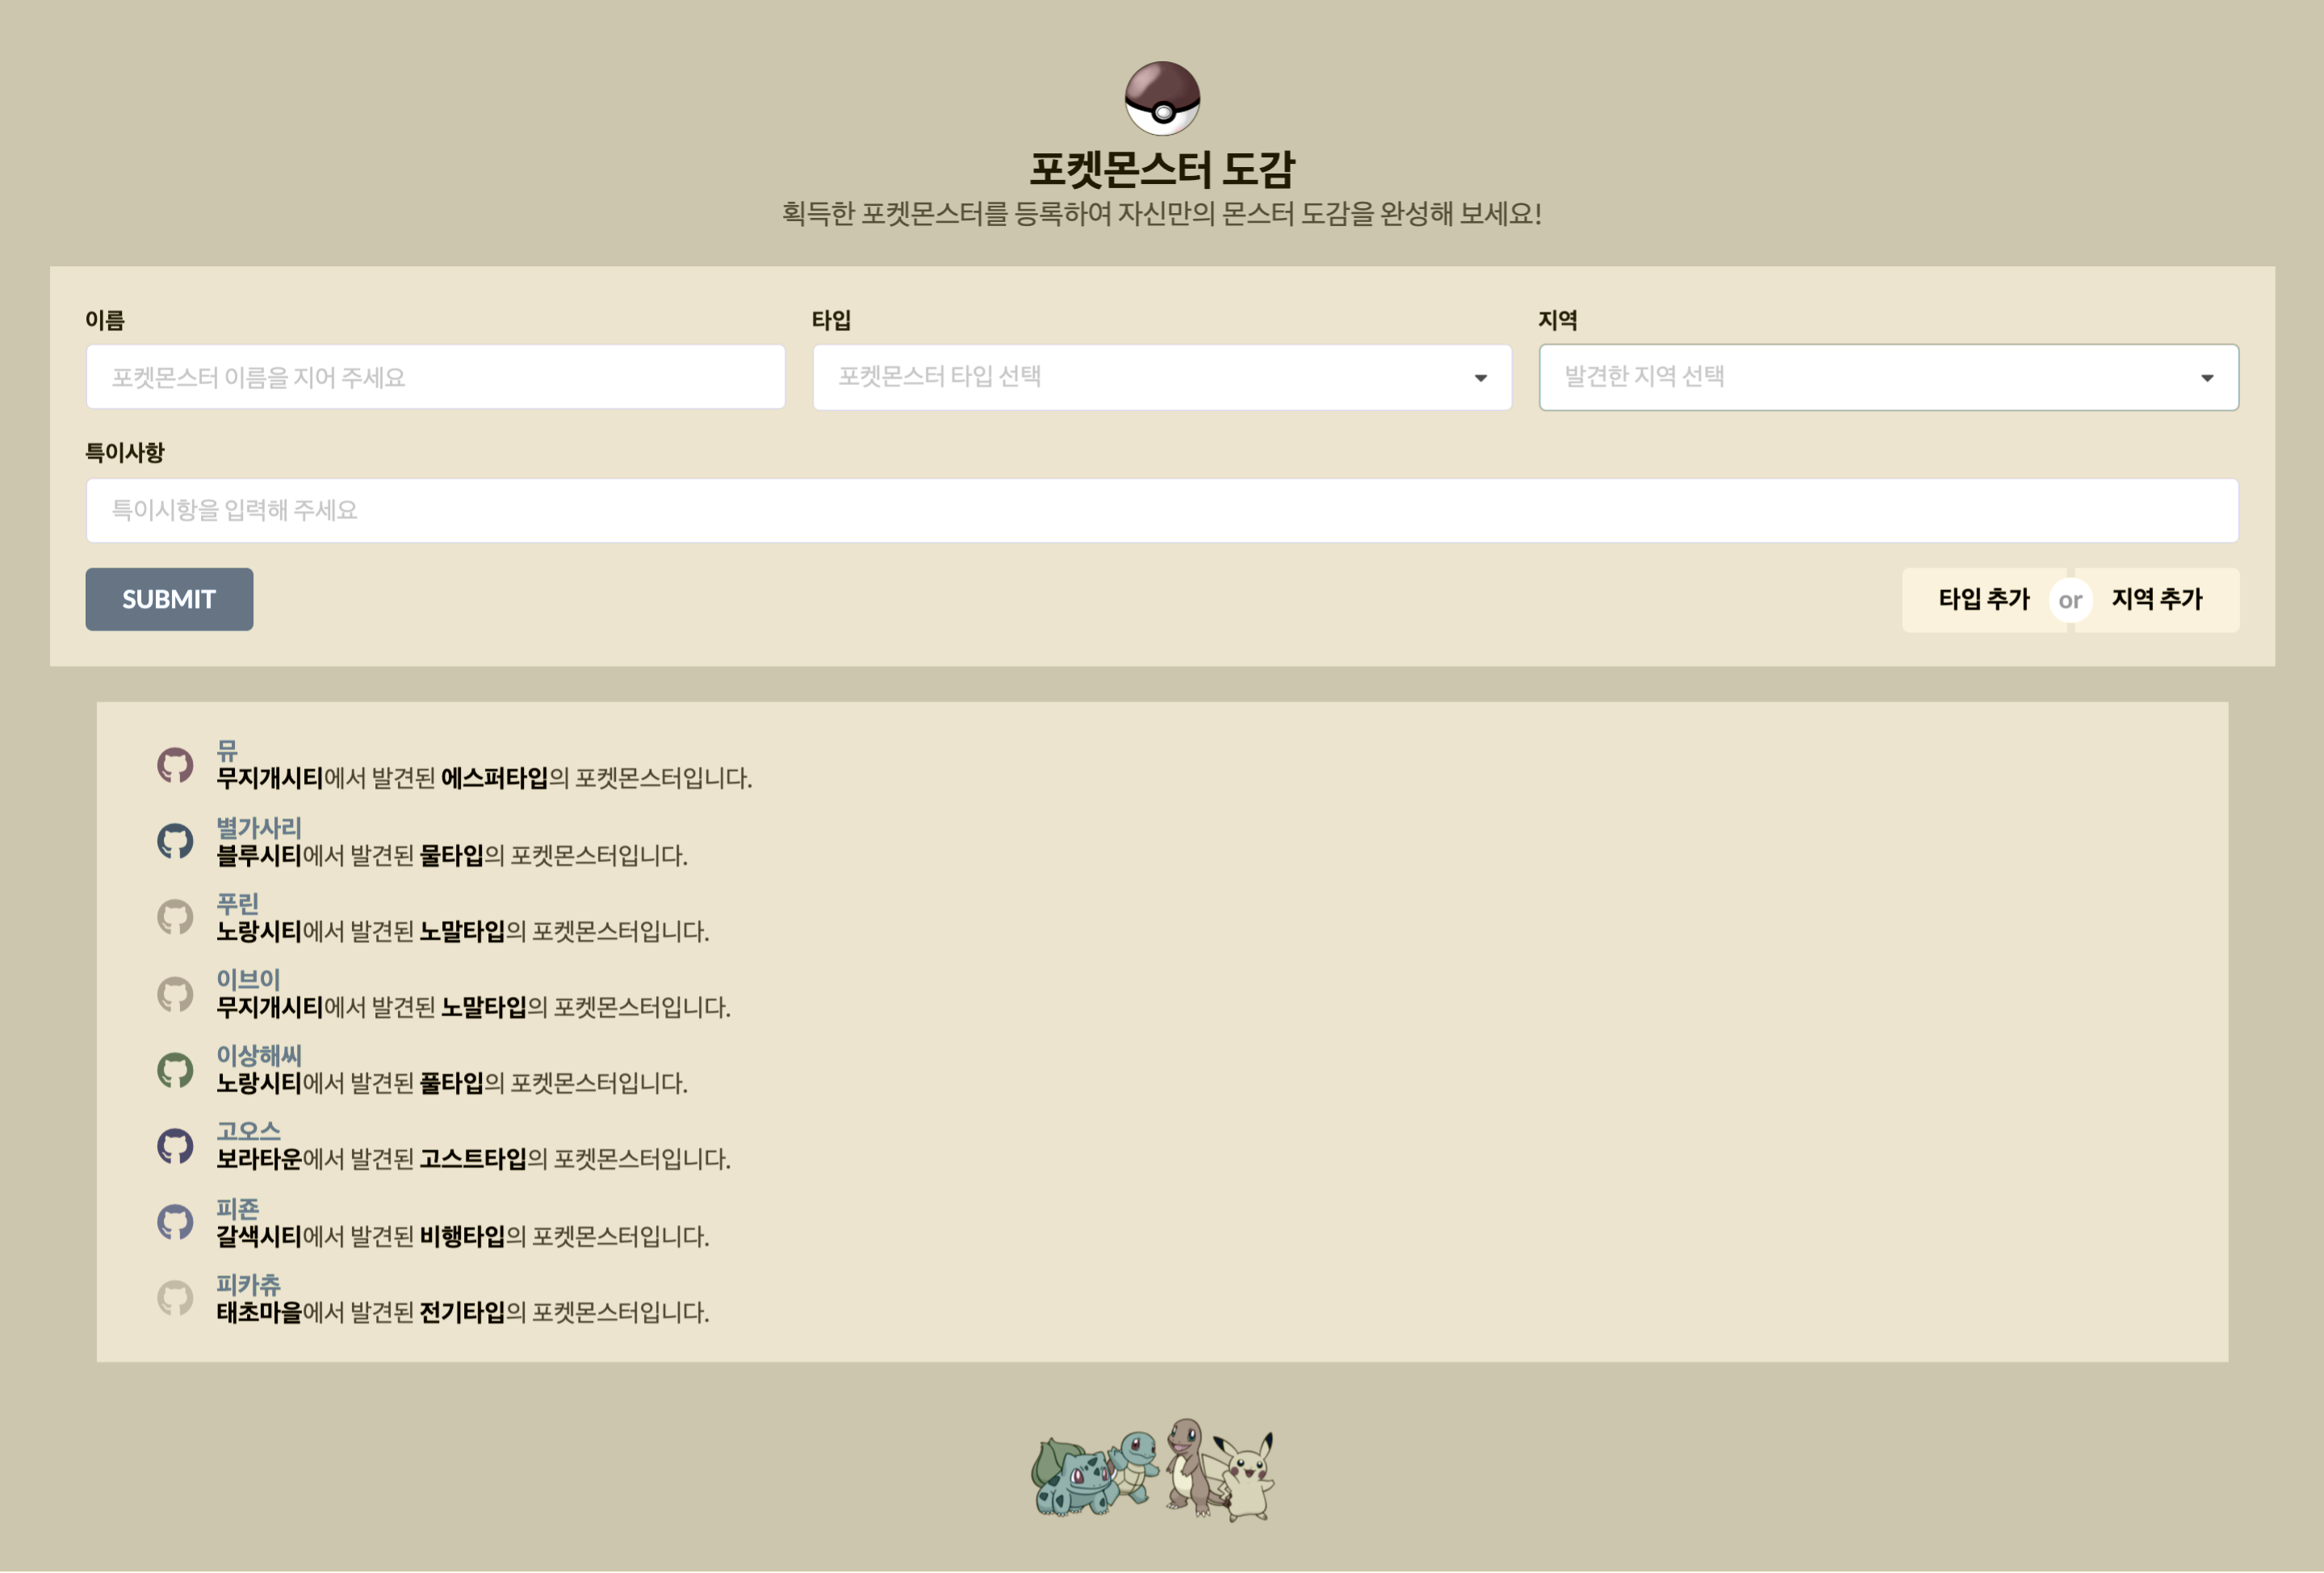 포켓몬스터 도감
획득한 포켓몬스터를 등록하여 자신만의 몬스터 도감을 완성해 보세요!
이름
타입
지역
포켓몬스터 이름을 지어 주세요
포켓몬스터 타입 선택
발견한 지역 선택
특이사항
특이시항을 입력해 주세요
SUBMIT
타입 추가 or 지역 추가
뮤
무지개시티에서 발견된 에스퍼타입의 포켓몬스터입니다.
별가사리
블루시티에서 발견된 물타입의 포켓몬스터입니다.
푸린
노랑시티에서 발견된 노말타입의 포켓몬스터입니다.
이브이
무지개시티에서 발견된 노말타입의 포켓몬스터입니다.
이상해씨
노랑시티에서 발견된 풀타입의 포켓몬스터입니다.
고오스
보라타운에서 발견된 고스트타입의 포켓몬스터입니다.
피죤
갈색시티에서 발견된 비행타입의 포켓몬스터입니다.
피카츄
태초마을에서 발견된 전기타입의 포켓몬스터입니다.